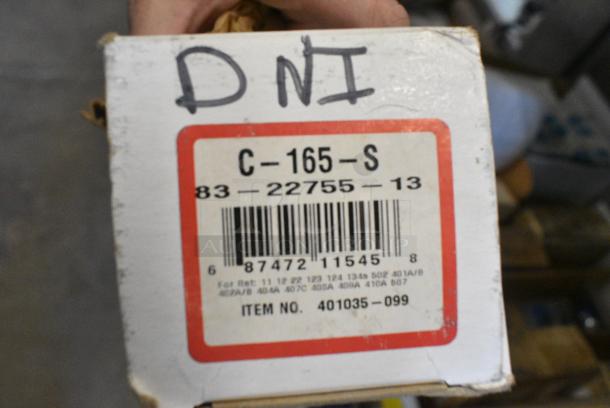 DNI
C-165-S
83-22755-13
6 87472 11545 8
For Ref: 11 12 22 123 124 134a 502 401A/B
402A/B 404A 407C 408A 409A 410A 507
ITEM NO. 401035-099